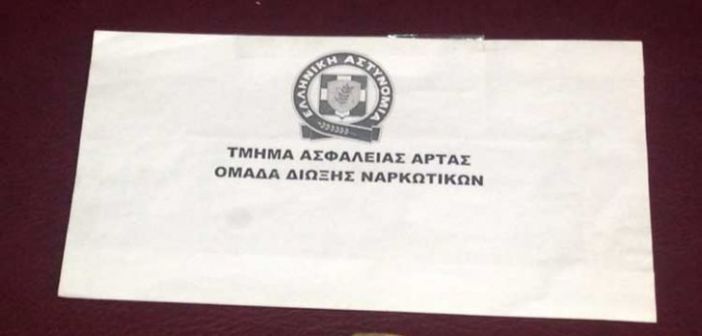 ΕΛΛΗΝΙΚΗ ΑΣΤΥΝΟΜΙΑ
ΤΜΗΜΑ ΑΣΦΑΛΕΙΑΣ ΑΡΤΑΣ
ΟΜΑΔΑ ΔΙΩΞΗΣ ΝΑΡΚΩΤΙΚΩΝ